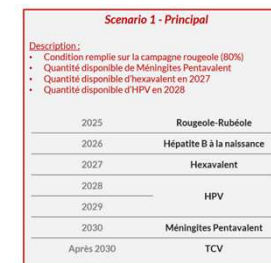 Scenario 1 - Principal
Description :
• Condition remplie sur la campagne rougeole (80%)
• Quantité disponible de Méningites Pentavalent
• Quantité disponible d'hexavalent en 2027
• Quantité disponible d'HPV en 2028
2025 Rougeole-Rubéole
2026 Hépatite B à la naissance
2027 Hexavalent
2028
HPV
2029
2030 Méningites Pentavalent
Après 2030 TCV